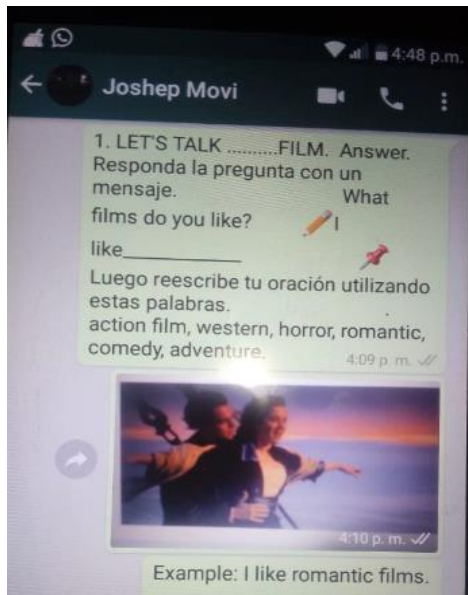 4:48 p.m.
Joshep Movi
1. LET'S TALK ..........FILM. Answer.
Responda la pregunta con un
mensaje. What
films do you like? I
like____________
Luego reescribe tu oración utilizando
estas palabras.
action film, western, horror, romantic,
comedy, adventure.
4:09 p. m.
4:10 p. m.
Example: I like romantic films.